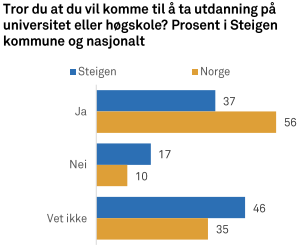 Tror du at du vil komme til å ta utdanning på
universitet eller høgskole? Prosent i Steigen
kommune og nasjonalt
Steigen Norge
Ja 37
56
Nei 17
10
Vet ikke 46
35